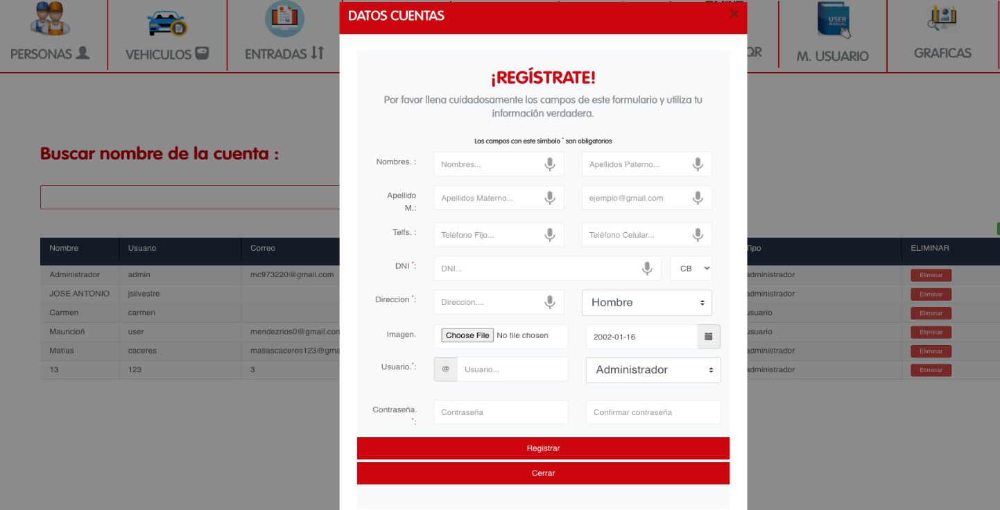 DATOS CUENTAS
×
PERSONAS
VEHICULOS
ENTRADAS
QR
USER
MANUAL
M. USUARIO
GRAFICAS
¡REGÍSTRATE!
Por favor llena cuidadosamente los campos de este formulario y utiliza tu
información verdadera.
Los campos con este símbolo * son obligatorios
Buscar nombre de la cuenta :
Nombres. :
Nombres...
Apellidos Paterno...
Apellido
M.:
Apellidos Materno...
ejemplo@gmail.com
Telfs. :
Teléfono Fijo...
Teléfono Celular...
DNI *:
DNI...
CB
Direccion *:
Direccion....
Hombre
Imagen.
Choose File No file chosen
2002-01-16
Usuario.*:
@
Usuario...
Administrador
Contraseña.
*:
Contraseña
Confirmar contraseña
Registrar
Cerrar
Nombre Usuario Correo Tipo ELIMINAR
Administrador admin mc973220@gmail.com administrador Eliminar
JOSE ANTONIO jsilvestre administrador Eliminar
Carmen carmen usuario Eliminar
Mauricioñ user mendezrios0@gmail.com usuario Eliminar
Matias caceres matiascaceres123@gma administrador Eliminar
13 123 3 administrador Eliminar